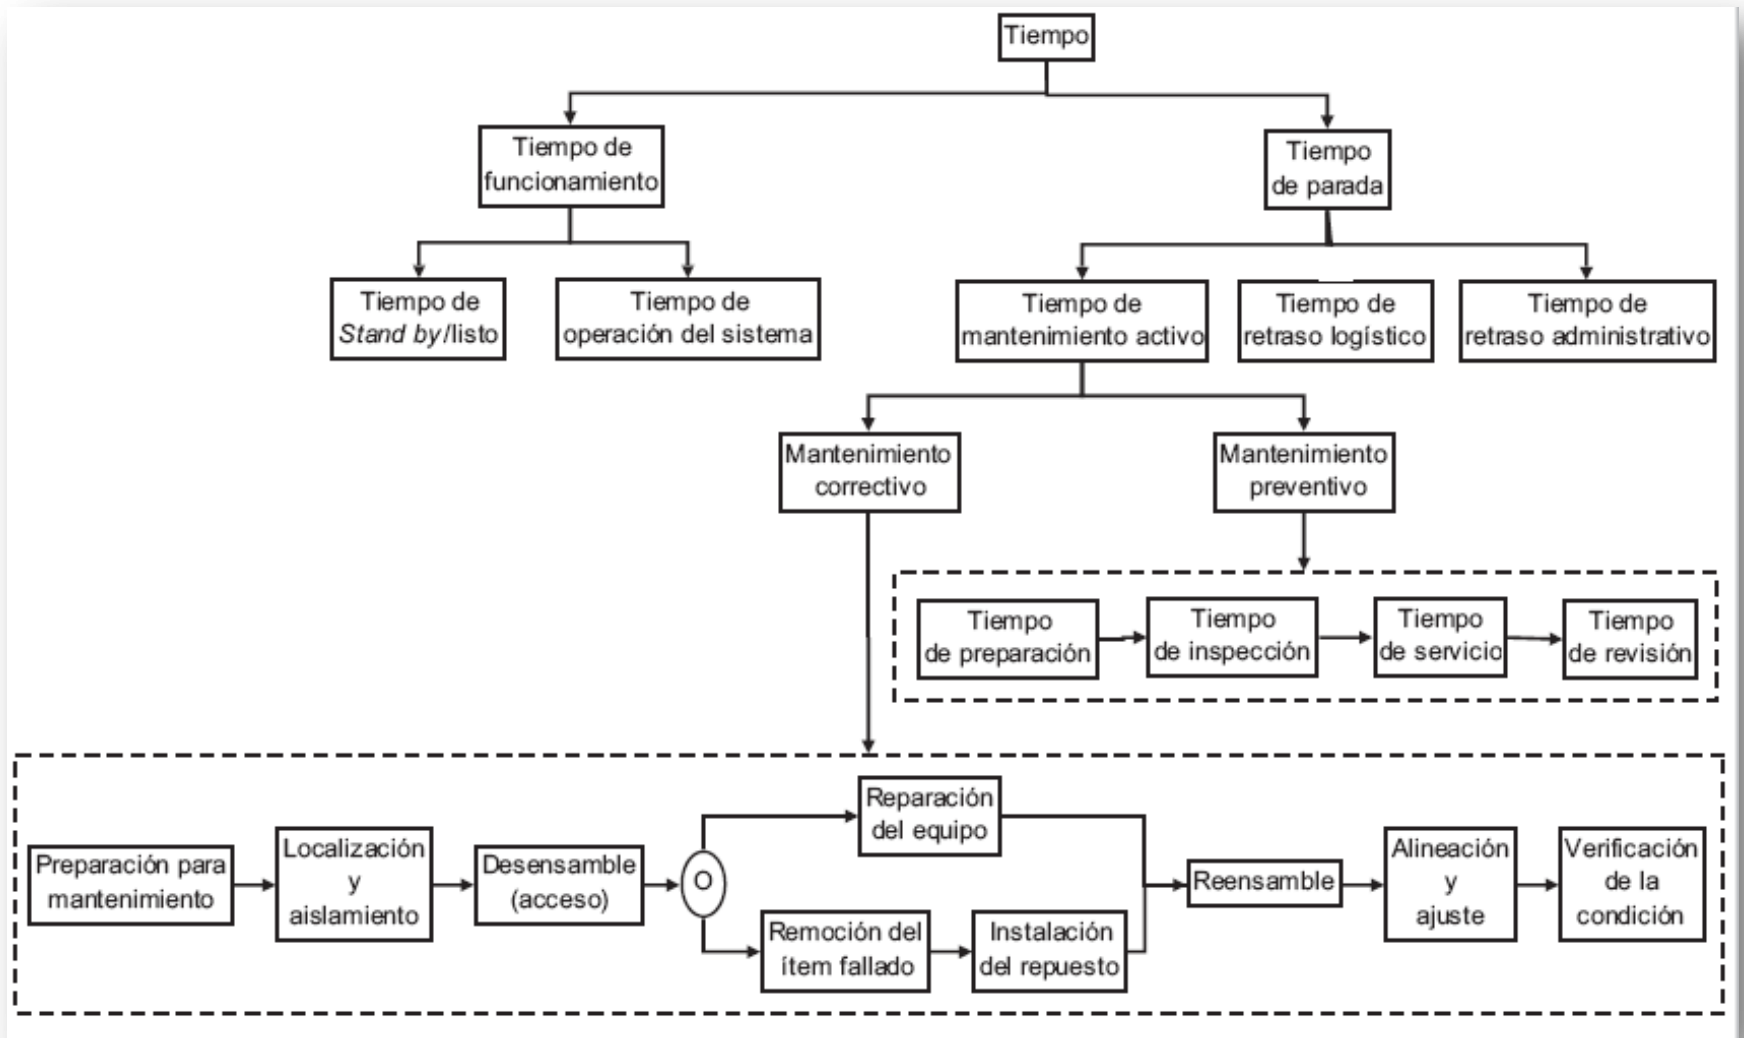 Tiempo
Tiempo de
funcionamiento
Tiempo
de parada
Tiempo de
Stand by/listo
Tiempo de
operación del sistema
Tiempo de
mantenimiento activo
Tiempo de
retraso logístico
Tiempo de
retraso administrativo
Mantenimiento
correctivo
Mantenimiento
preventivo
Tiempo
de preparación
Tiempo
de inspección
Tiempo
de servicio
Tiempo
de revisión
Preparación para
mantenimiento
Localización
y
aislamiento
Desensamble
(acceso)
O
Reparación
del equipo
Remoción del
ítem fallado
Instalación
del repuesto
Reensamble
Alineación
y
ajuste
Verificación
de la
condición